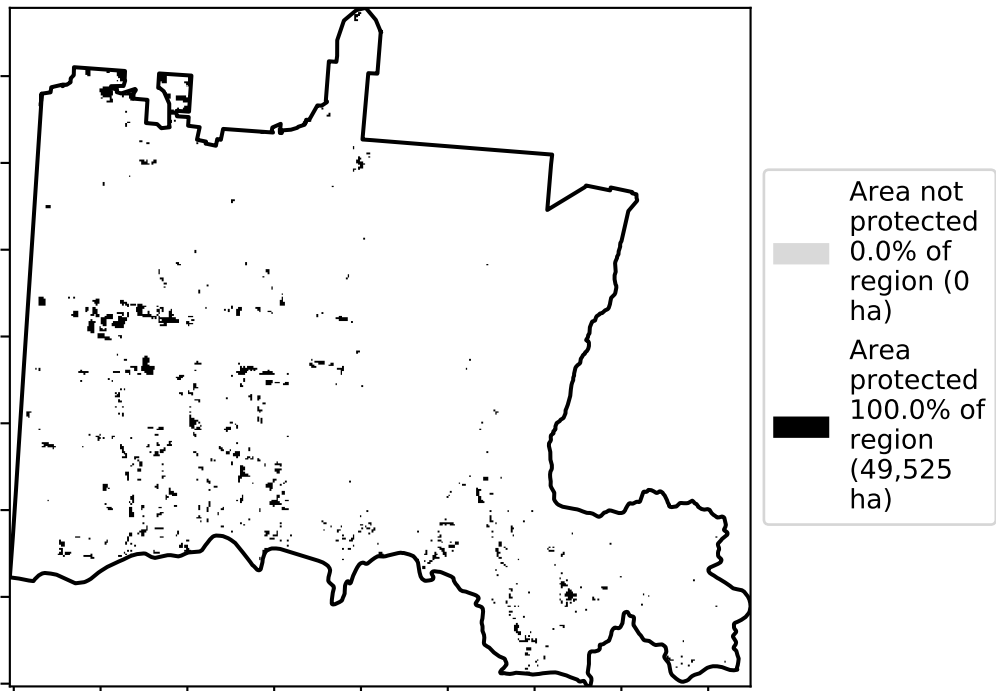 Area not
protected
0.0% of
region (0
ha)
Area
protected
100.0% of
region
(49,525
ha)